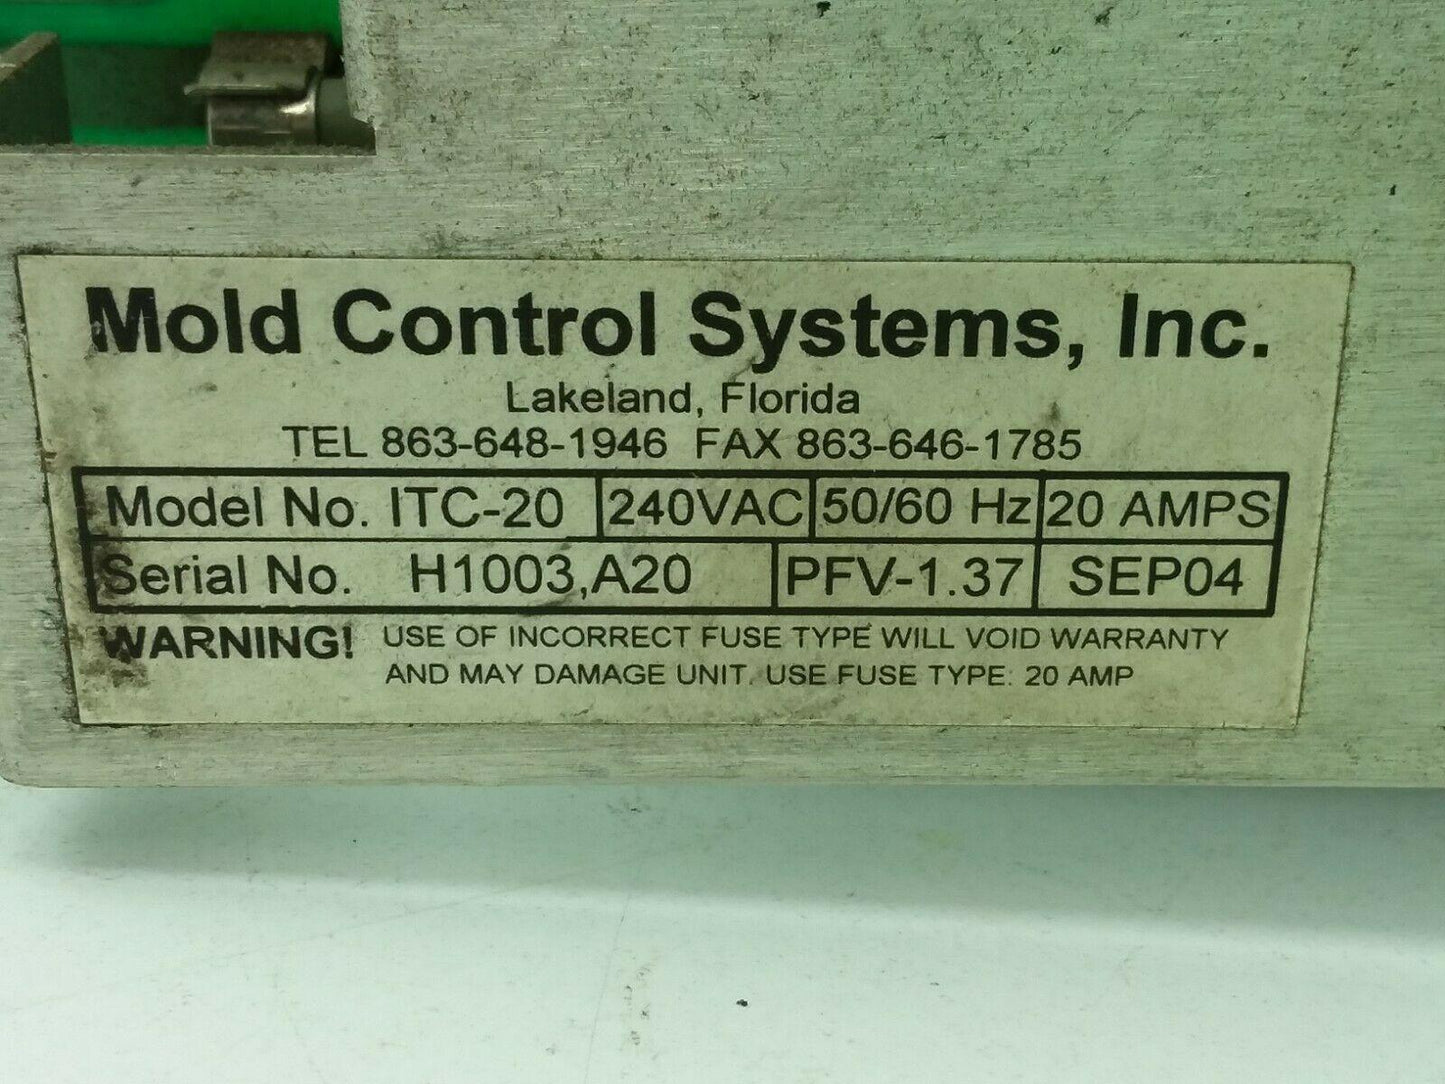 Mold Control Systems, Inc.
Lakeland, Florida
TEL 863-648-1946 FAX 863-646-1785
Model No. ITC-20 240VAC 50/60 Hz 20 AMPS
Serial No. H1003,A20 PFV-1.37 SEP04
WARNING! USE OF INCORRECT FUSE TYPE WILL VOID WARRANTY
AND MAY DAMAGE UNIT. USE FUSE TYPE: 20 AMP